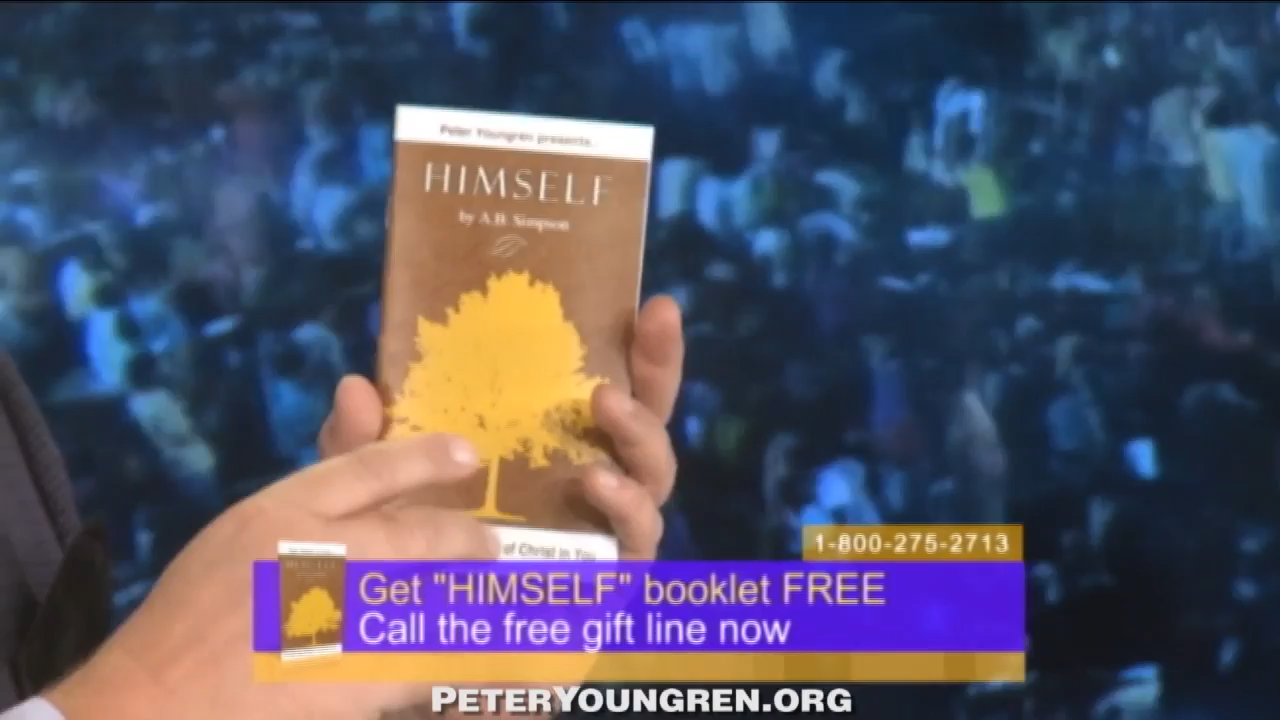 Peter Youngren presents...
HIMSELF
by A.B. Simpson
of Christ in You
1-800-275-2713
Get "HIMSELF" booklet FREE
Call the free gift line now
PETERYOUNGREN.ORG